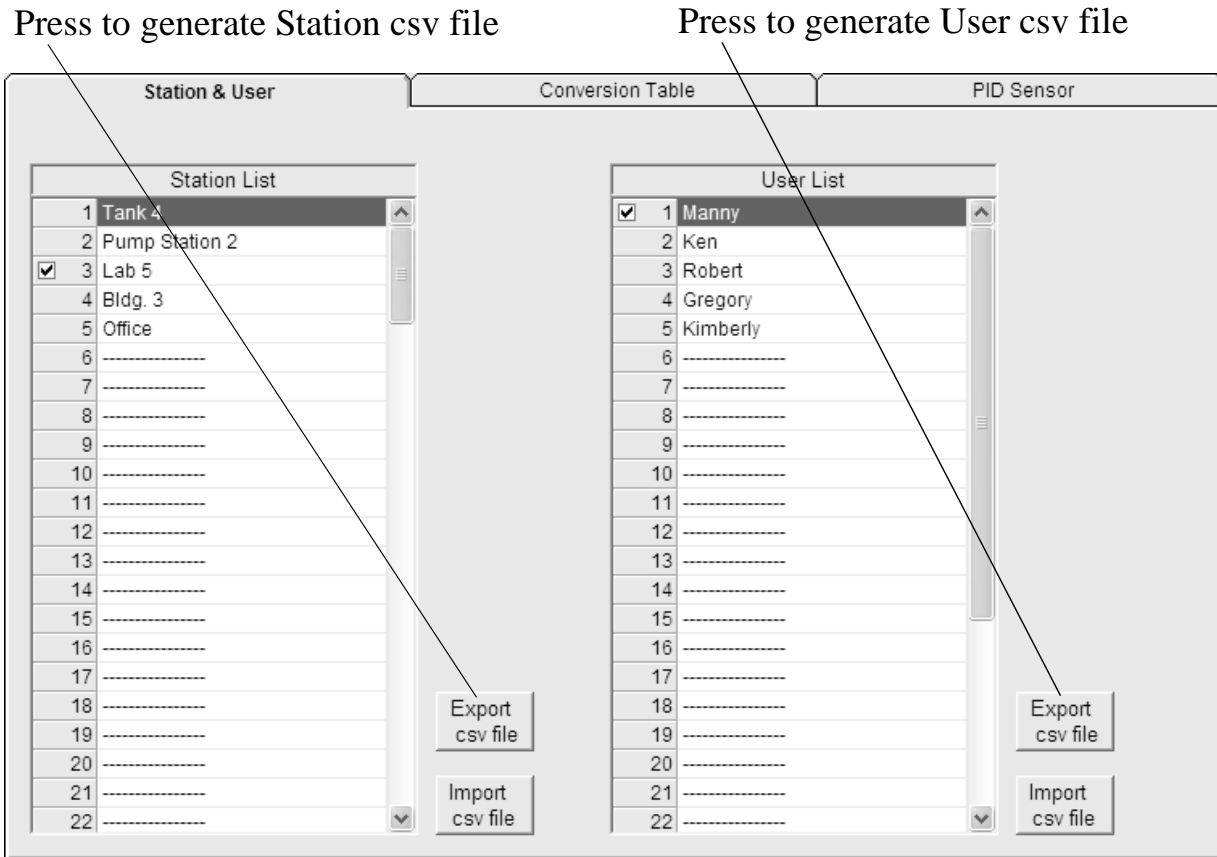 Press to generate Station csv file
Press to generate User csv file
Station & User
Conversion Table
PID Sensor
Station List
1 Tank 4
2 Pump Station 2
3 Lab 5
4 Bldg. 3
5 Office
6 ----------------
7 ----------------
8 ----------------
9 ----------------
10 ----------------
11 ----------------
12 ----------------
13 ----------------
14 ----------------
15 ----------------
16 ----------------
17 ----------------
18 ----------------
19 ----------------
20 ----------------
21 ----------------
22 ----------------
Export
csv file
Import
csv file
User List
1 Manny
2 Ken
3 Robert
4 Gregory
5 Kimberly
6 ----------------
7 ----------------
8 ----------------
9 ----------------
10 ----------------
11 ----------------
12 ----------------
13 ----------------
14 ----------------
15 ----------------
16 ----------------
17 ----------------
18 ----------------
19 ----------------
20 ----------------
21 ----------------
22 ----------------
Export
csv file
Import
csv file